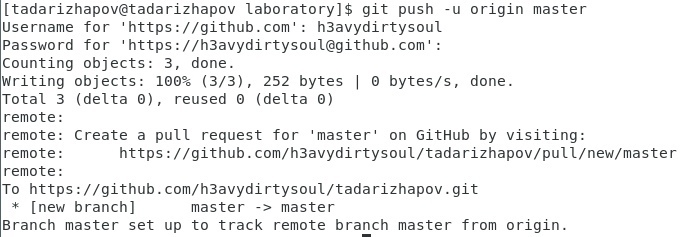 [tadarizhapov@tadarizhapov laboratory]$ git push -u origin master
Username for 'https://github.com': h3avydirtysoul
Password for 'https://h3avydirtysoul@github.com':
Counting objects: 3, done.
Writing objects: 100% (3/3), 252 bytes | 0 bytes/s, done.
Total 3 (delta 0), reused 0 (delta 0)
remote:
remote: Create a pull request for 'master' on GitHub by visiting:
remote:      https://github.com/h3avydirtysoul/tadarizhapov/pull/new/master
remote:
To https://github.com/h3avydirtysoul/tadarizhapov.git
 * [new branch]      master -> master
Branch master set up to track remote branch master from origin.